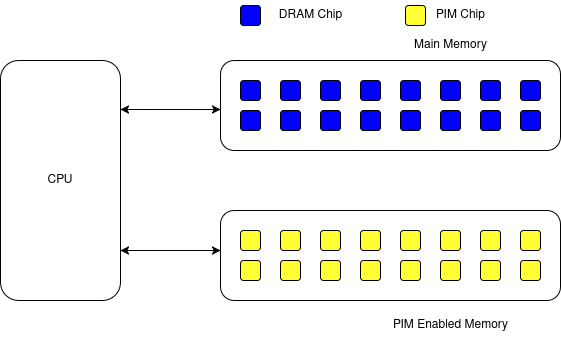 DRAM Chip
PIM Chip
Main Memory
CPU
PIM Enabled Memory